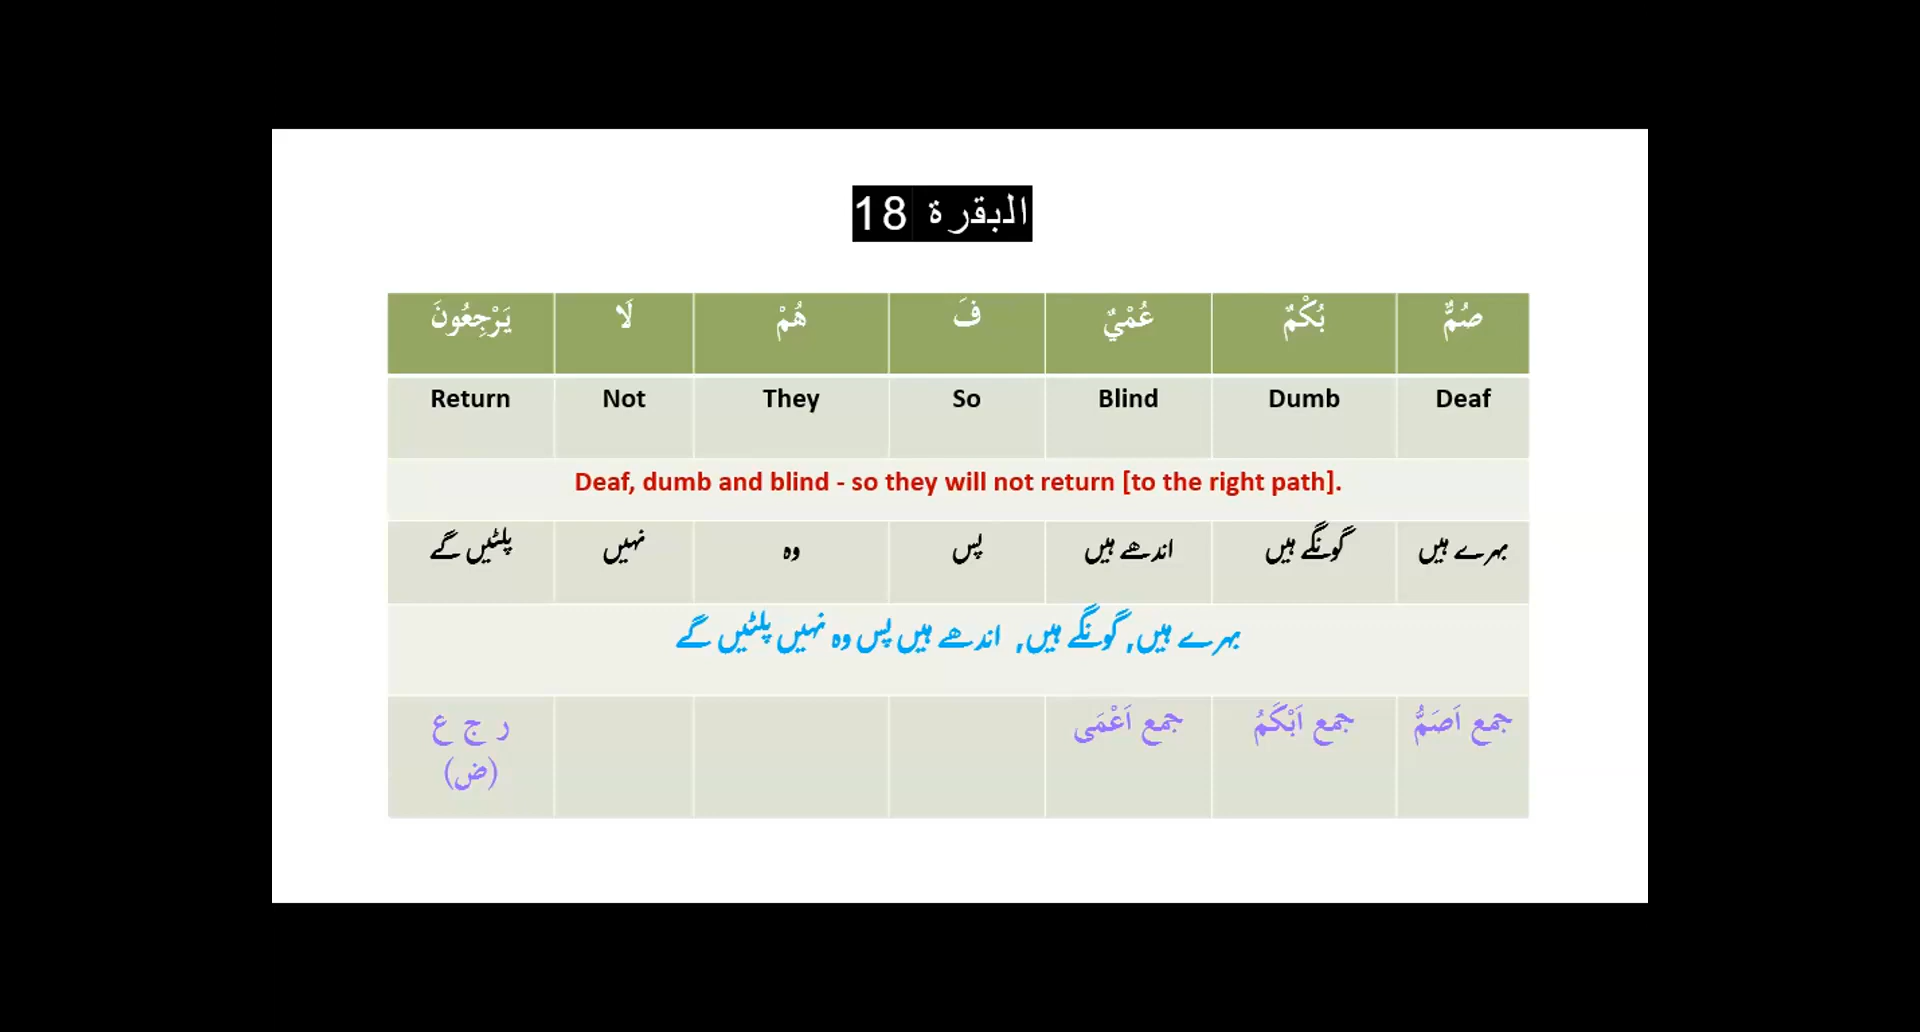 البقرة 18
صُمٌّ بُكْمٌ عُمْيٌ فَ هُمْ لَا يَرْجِعُونَ
Return Not They So Blind Dumb Deaf
Deaf, dumb and blind - so they will not return [to the right path].
بہرے ہیں گونگے ہیں اندھے ہیں پس وہ نہیں پلٹیں گے
بہرے ہیں, گونگے ہیں, اندھے ہیں پس وہ نہیں پلٹیں گے
جمع اَصَمُّ جمع اَبْكَمُ جمع اَعْمَى ر ج ع
(ض)